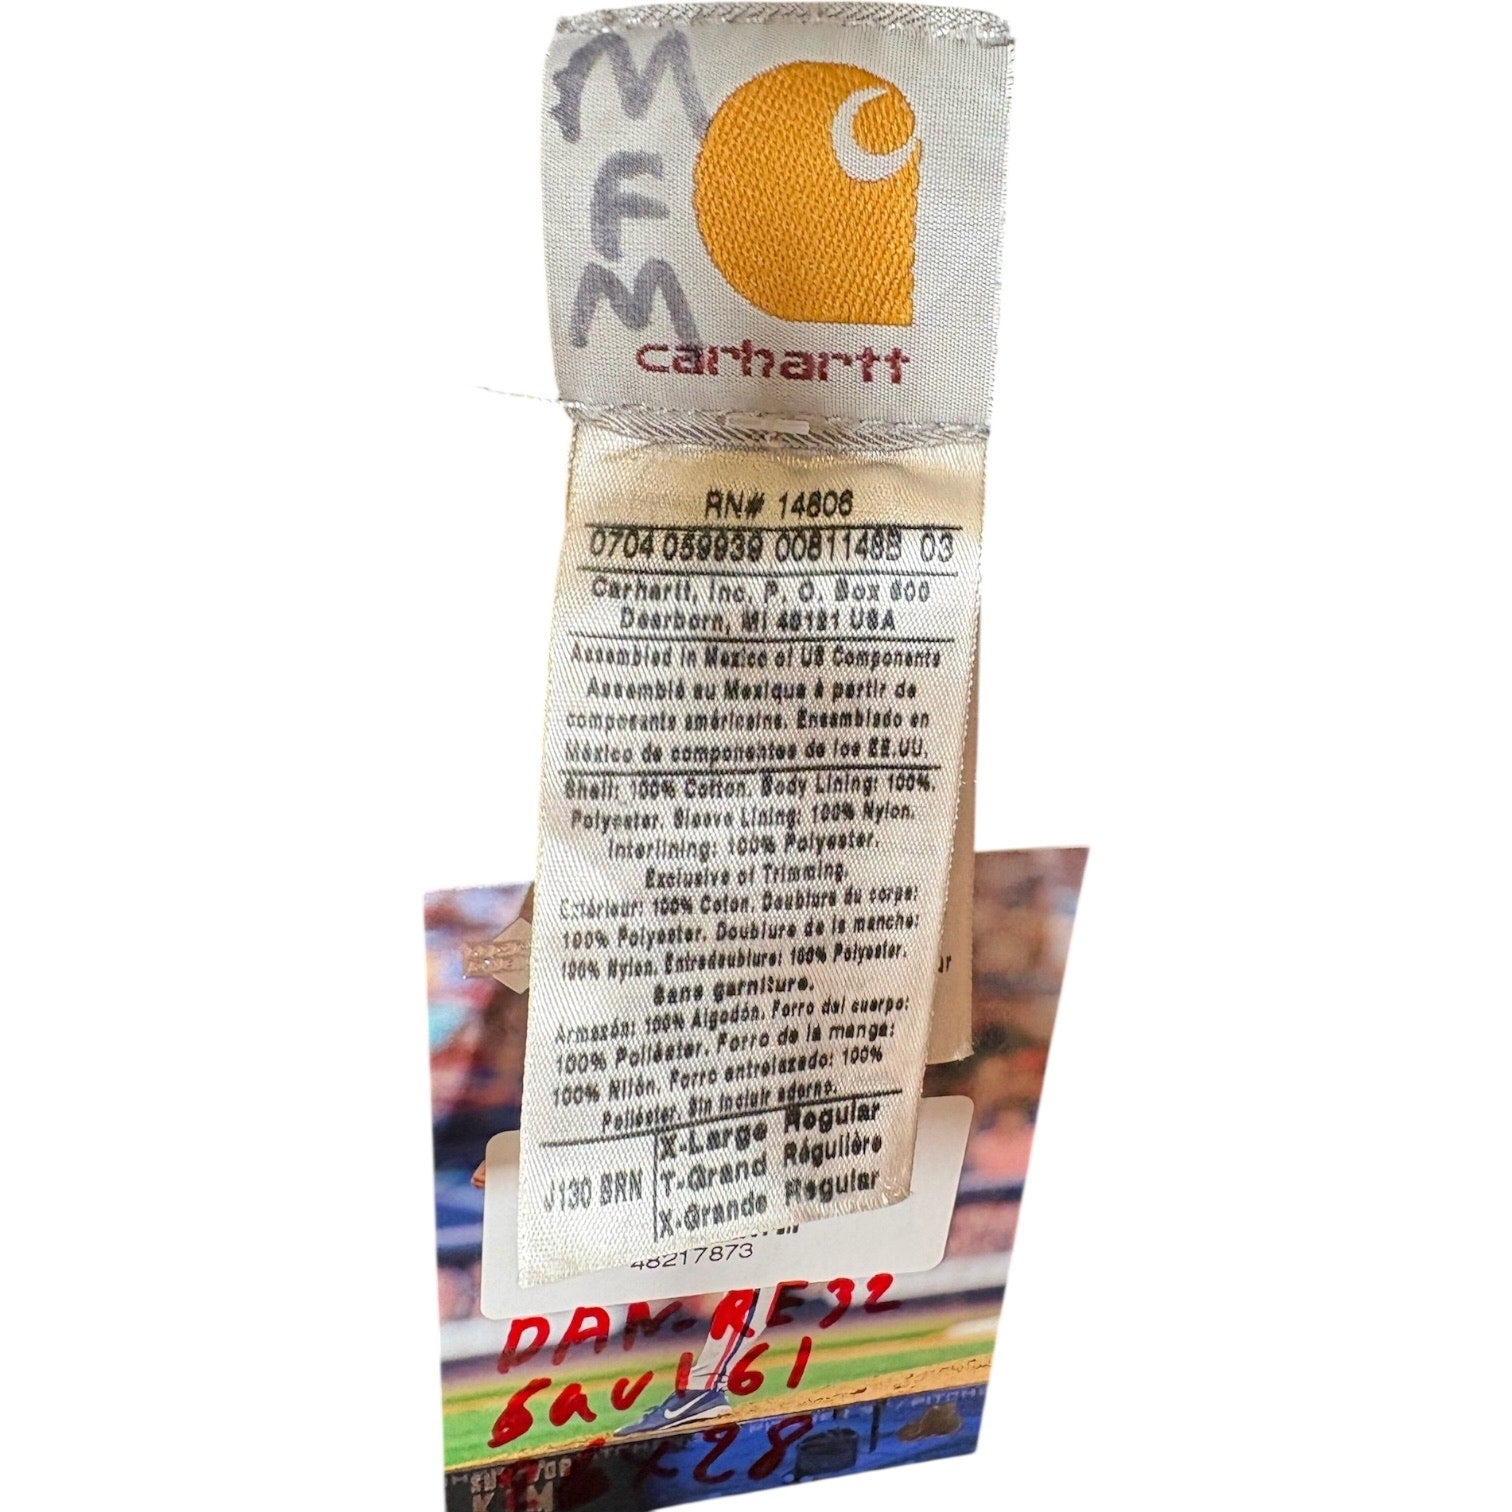 M
F
M
carhartt
RN# 14806
0704 059939 0081148B 03
Carhartt, Inc. P. O. Box 600
Dearborn, MI 48121 USA
Assembled in Mexico of US Components
Assemblé au Mexique à partir de
composants américains. Ensamblado en
México de componentes de los EE.UU.
Shell: 100% Cotton. Body Lining: 100%.
Polyester. Sleeve Lining: 100% Nylon.
Interlining: 100% Polyester.
Exclusive of Trimming.
Extérieur: 100% Coton. Doublure du corps:
100% Polyester. Doublure de la manche:
100% Nylon. Entredoublure: 100% Polyester.
Sans garniture.
Armazón: 100% Algodón. Forro del cuerpo:
100% Poliéster. Forro de la manga:
100% Nilón. Forro entrelazado: 100%
Poliéster. Sin incluir adorno.
J130 BRN
X-Large Regular
T-Grand Régulière
X-Grande Regular
48217873
DAN-RE32
61
28